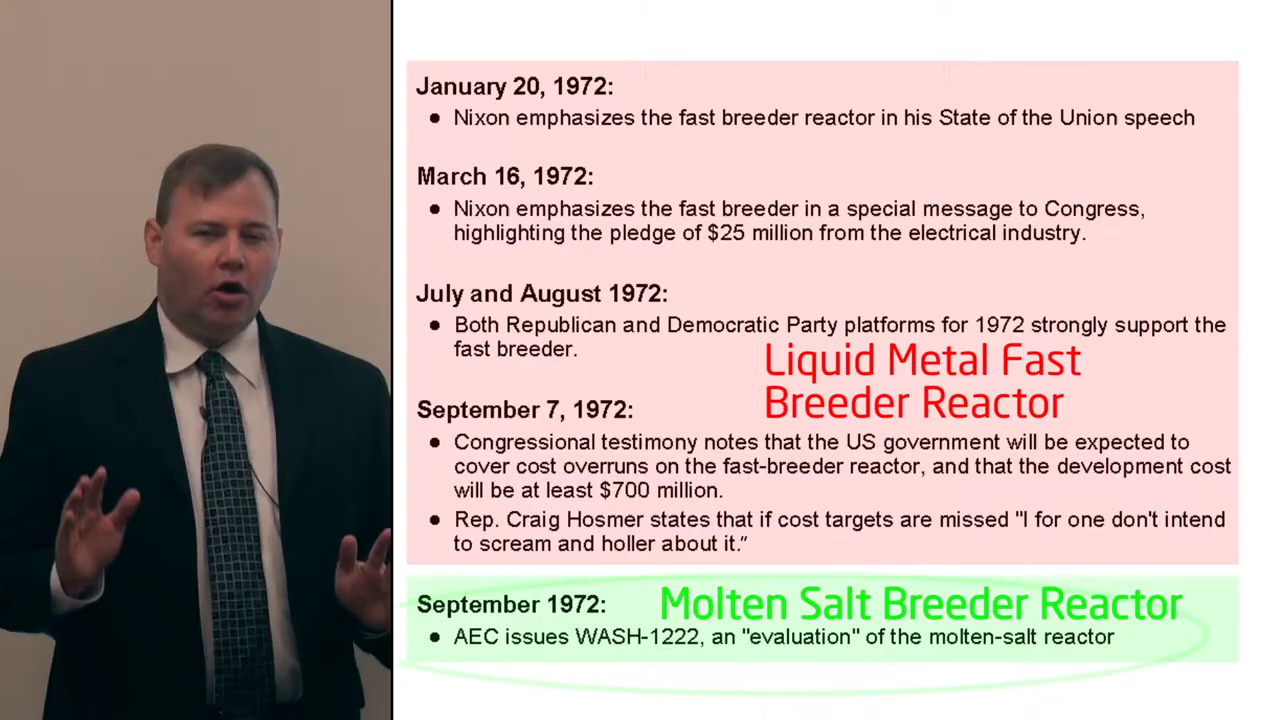 January 20, 1972:
● Nixon emphasizes the fast breeder reactor in his State of the Union speech
March 16, 1972:
● Nixon emphasizes the fast breeder in a special message to Congress,
highlighting the pledge of $25 million from the electrical industry.
July and August 1972:
● Both Republican and Democratic Party platforms for 1972 strongly support the
fast breeder.
Liquid Metal Fast
Breeder Reactor
September 7, 1972:
● Congressional testimony notes that the US government will be expected to
cover cost overruns on the fast-breeder reactor, and that the development cost
will be at least $700 million.
● Rep. Craig Hosmer states that if cost targets are missed "I for one don't intend
to scream and holler about it."
September 1972:
Molten Salt Breeder Reactor
● AEC issues WASH-1222, an "evaluation" of the molten-salt reactor